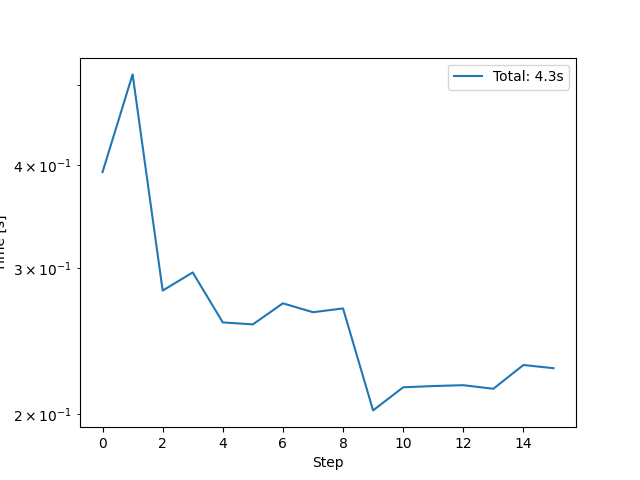 Total: 4.3s
4 × 10⁻¹
3 × 10⁻¹
2 × 10⁻¹
Time [s]
0 2 4 6 8 10 12 14
Step